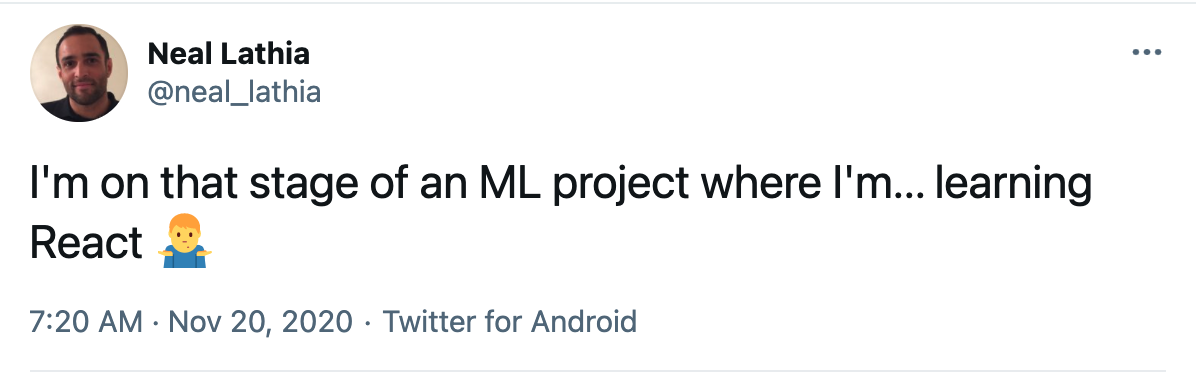 Neal Lathia
@neal_lathia
I'm on that stage of an ML project where I'm... learning
React 🤷‍♂️
7:20 AM · Nov 20, 2020 · Twitter for Android